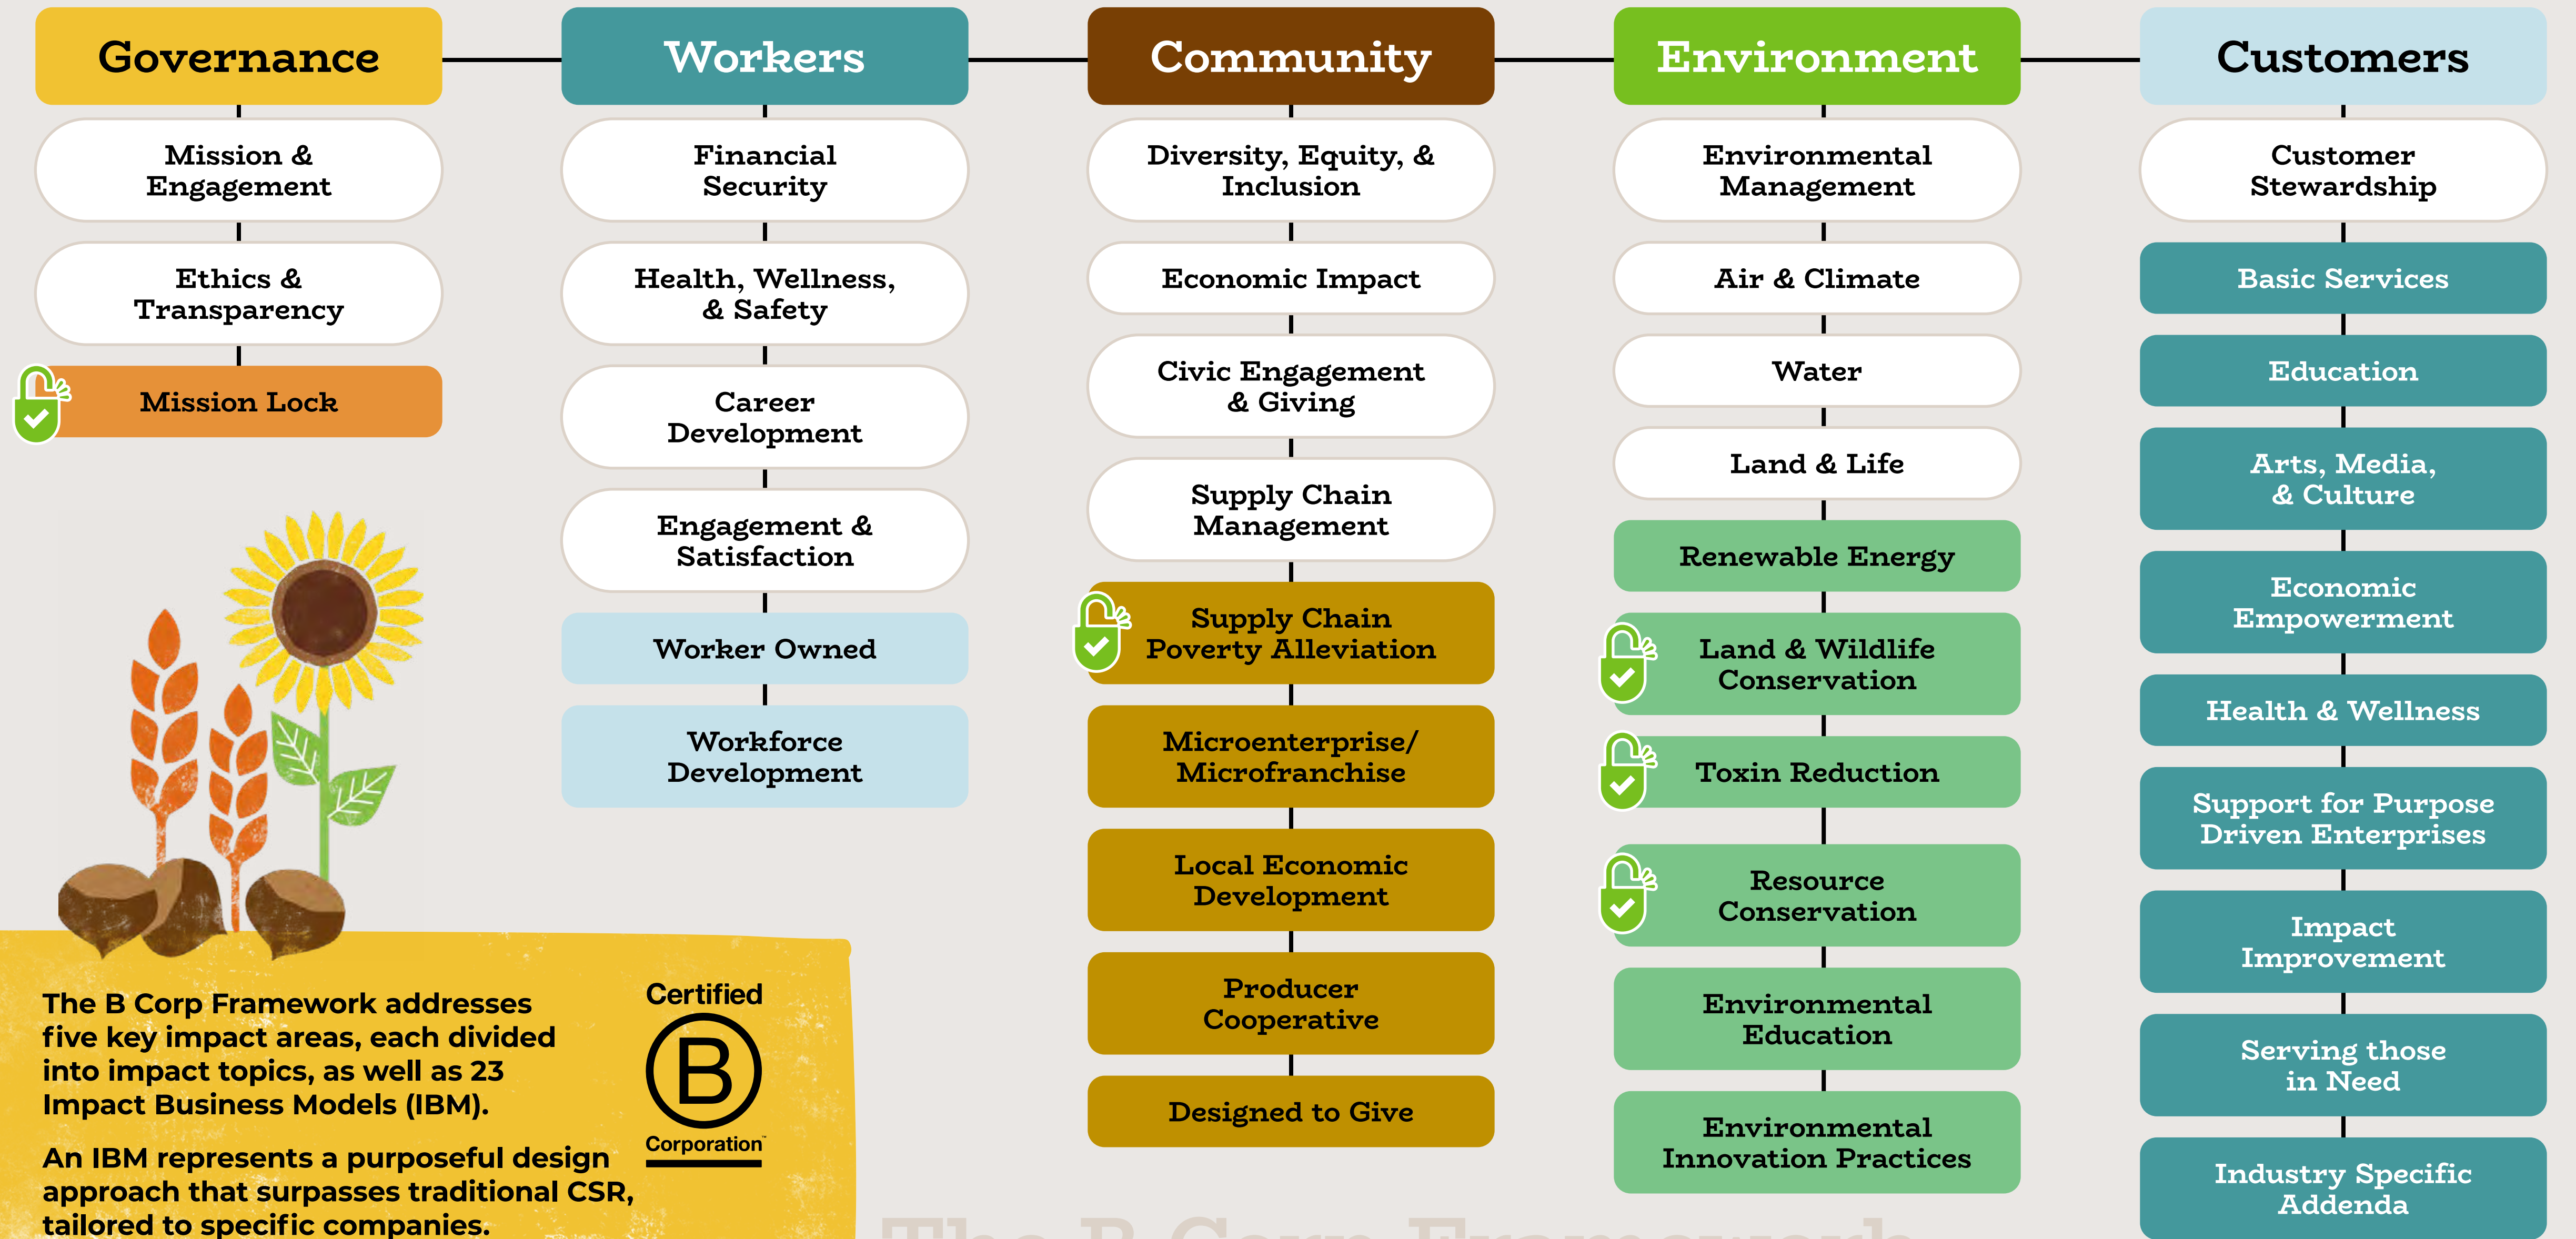 Governance
Mission &
Engagement
Ethics &
Transparency
Mission Lock
Workers
Financial
Security
Health, Wellness,
& Safety
Career
Development
Engagement &
Satisfaction
Worker Owned
Workforce
Development
Community
Diversity, Equity, &
Inclusion
Economic Impact
Civic Engagement
& Giving
Supply Chain
Management
Supply Chain
Poverty Alleviation
Microenterprise/
Microfranchise
Local Economic
Development
Producer
Cooperative
Designed to Give
Environment
Environmental
Management
Air & Climate
Water
Land & Life
Renewable Energy
Land & Wildlife
Conservation
Toxin Reduction
Resource
Conservation
Environmental
Education
Environmental
Innovation Practices
Customers
Customer
Stewardship
Basic Services
Education
Arts, Media,
& Culture
Economic
Empowerment
Health & Wellness
Support for Purpose
Driven Enterprises
Impact
Improvement
Serving those
in Need
Industry Specific
Addenda
The B Corp Framework addresses
five key impact areas, each divided
into impact topics, as well as 23
Impact Business Models (IBM).
An IBM represents a purposeful design
approach that surpasses traditional CSR,
tailored to specific companies.
Certified
B
Corporation™
The B Corp Framework